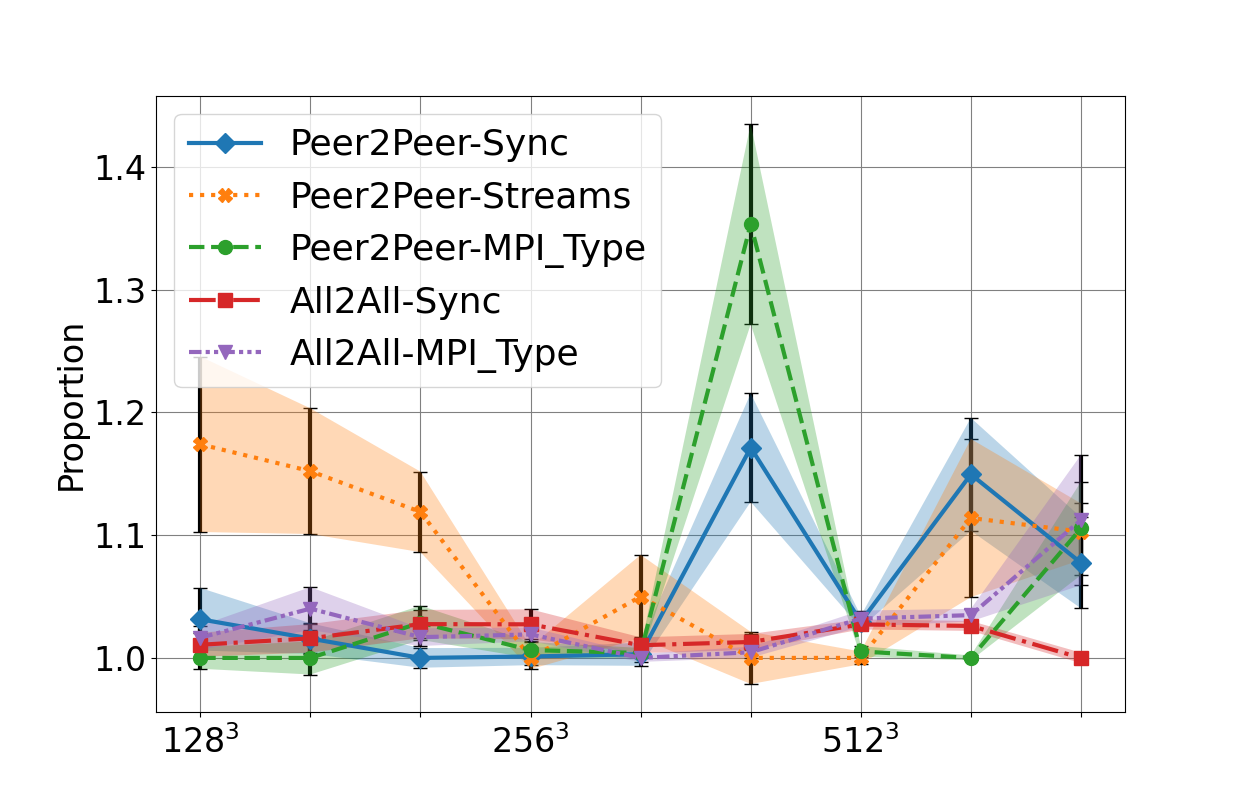 Peer2Peer-Sync
Peer2Peer-Streams
Peer2Peer-MPI_Type
All2All-Sync
All2All-MPI_Type
Proportion
1.4
1.3
1.2
1.1
1.0
128³ 256³ 512³